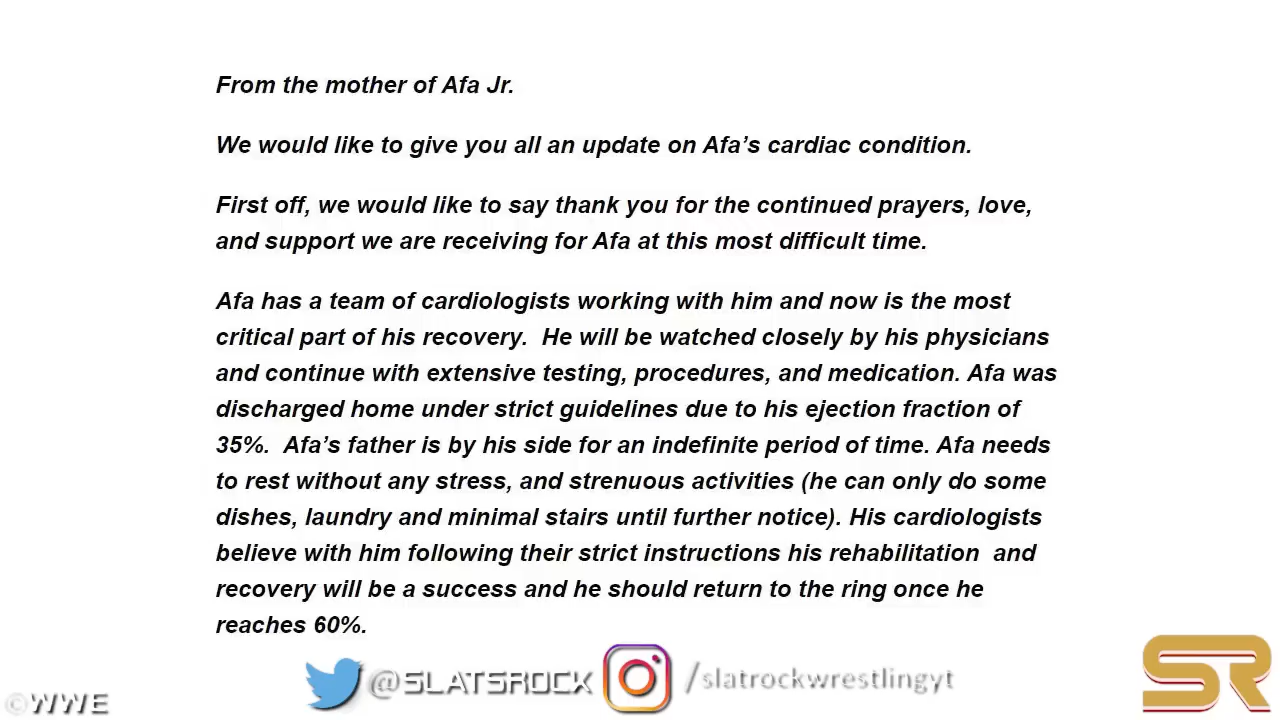 From the mother of Afa Jr.
We would like to give you all an update on Afa’s cardiac condition.
First off, we would like to say thank you for the continued prayers, love,
and support we are receiving for Afa at this most difficult time.
Afa has a team of cardiologists working with him and now is the most
critical part of his recovery.  He will be watched closely by his physicians
and continue with extensive testing, procedures, and medication. Afa was
discharged home under strict guidelines due to his ejection fraction of
35%.  Afa’s father is by his side for an indefinite period of time. Afa needs
to rest without any stress, and strenuous activities (he can only do some
dishes, laundry and minimal stairs until further notice). His cardiologists
believe with him following their strict instructions his rehabilitation  and
recovery will be a success and he should return to the ring once he
reaches 60%.
@SLATSROCK /slatrockwrestlingyt
SR
©WWE